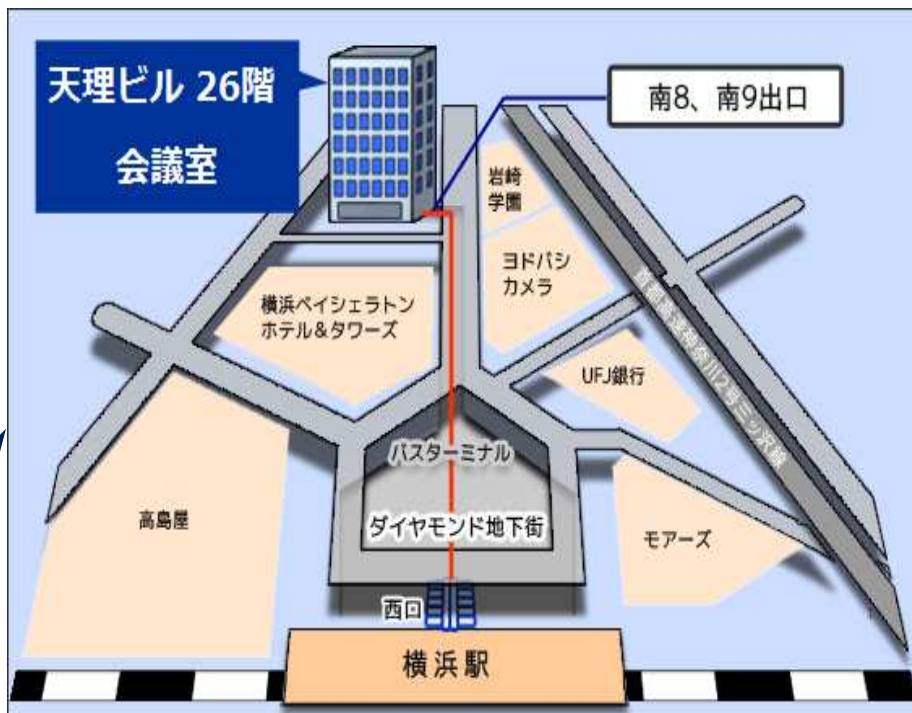 天理ビル 26階
会議室
南8、南9出口
岩崎
学園
ヨドバシ
カメラ
横浜ベイシェラトン
ホテル&タワーズ
UFJ銀行
首都高速神奈川2号三ッ沢線
バスターミナル
ダイヤモンド地下街
高島屋
モアーズ
西口
横浜駅